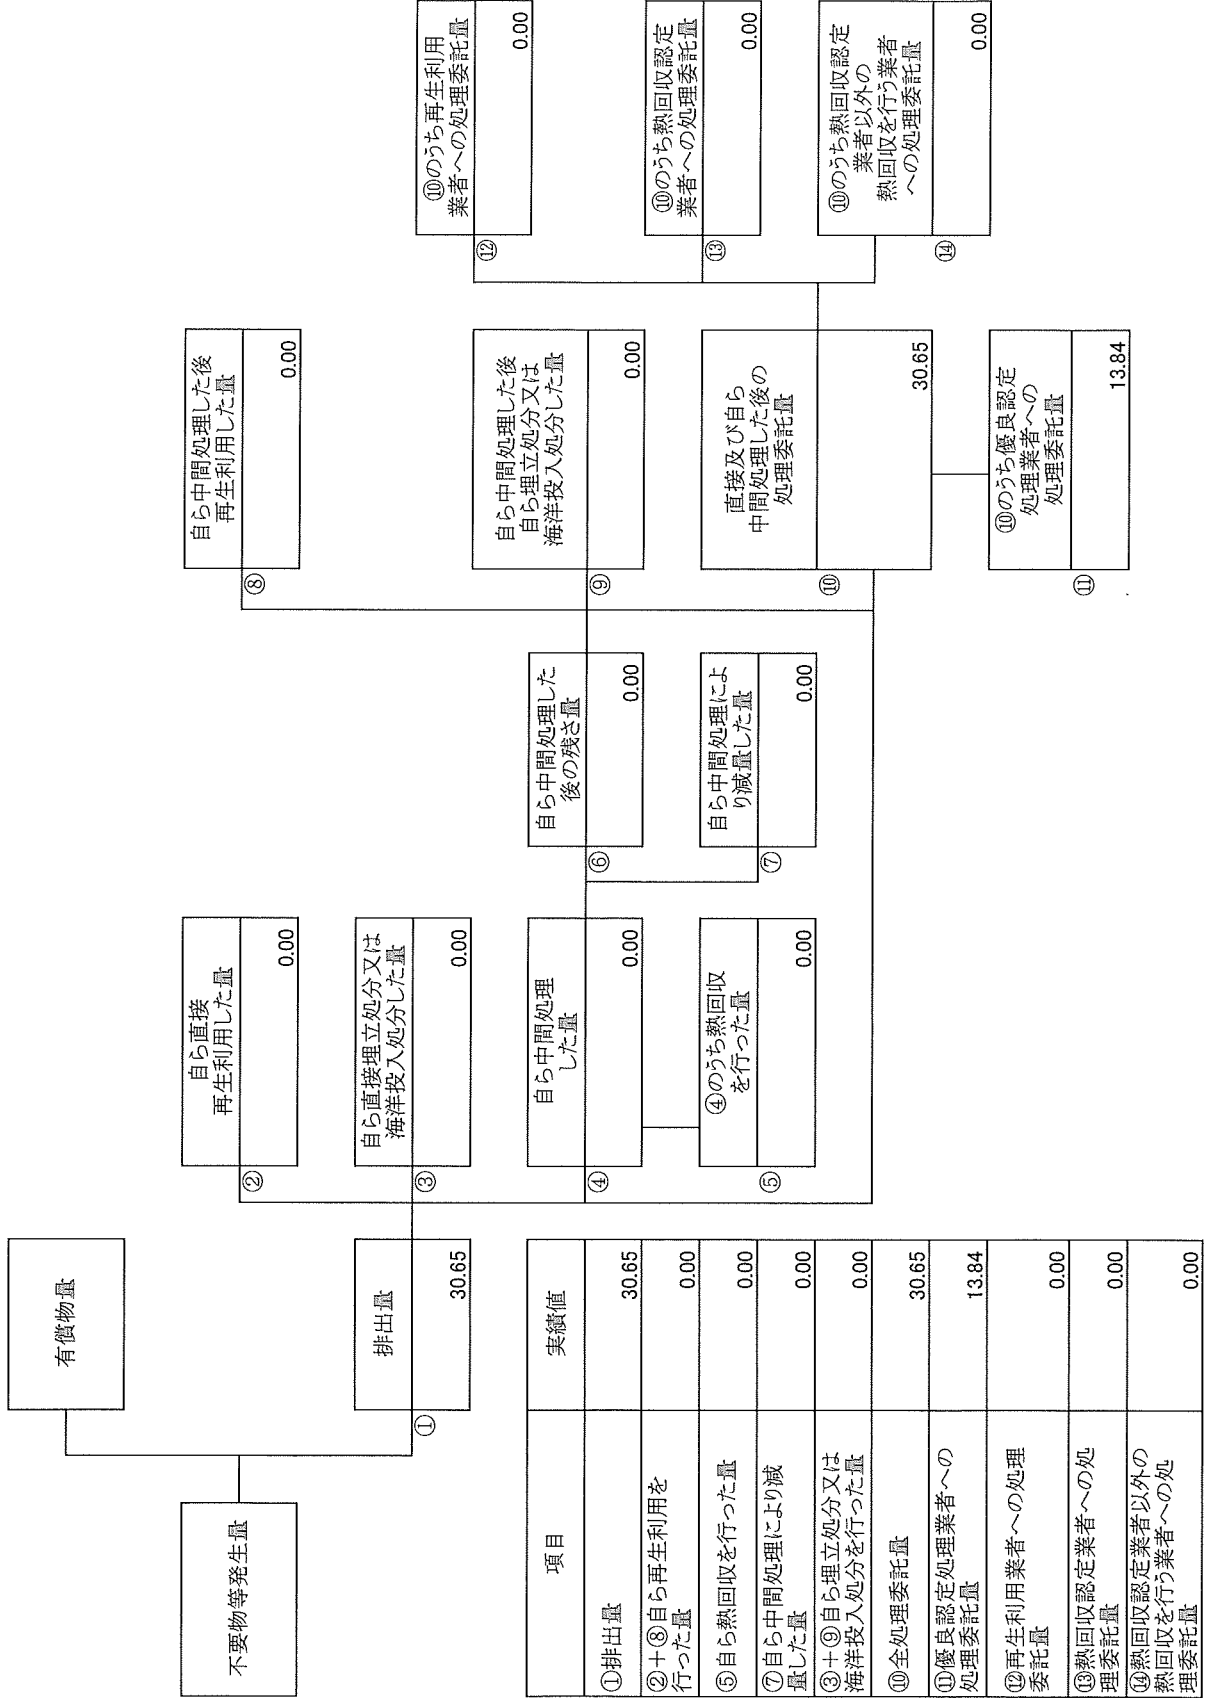 不要物等発生量
有償物量
①
排出量
30.65
②
自ら直接
再生利用した量
0.00
③
自ら直接埋立処分又は
海洋投入処分した量
0.00
④
自ら中間処理
した量
0.00
⑤
④のうち熱回収
を行った量
0.00
⑥
自ら中間処理した
後の残さ量
0.00
⑦
自ら中間処理によ
り減量した量
0.00
⑧
自ら中間処理した後
再生利用した量
0.00
⑨
自ら中間処理した後
自ら埋立処分又は
海洋投入処分した量
0.00
⑩
直接及び自ら
中間処理した後の
処理委託量
30.65
⑪
⑩のうち優良認定
処理業者への
処理委託量
13.84
⑫
⑩のうち再生利用
業者への処理委託量
0.00
⑬
⑩のうち熱回収認定
業者への処理委託量
0.00
⑭
⑩のうち熱回収認定
業者以外の
熱回収を行う業者
への処理委託量
0.00
項目 実績値
①排出量 30.65
②+⑧自ら再生利用を
行った量 0.00
⑤自ら熱回収を行った量 0.00
⑦自ら中間処理により減
量した量 0.00
③+⑨自ら埋立処分又は
海洋投入処分を行った量 0.00
⑩全処理委託量 30.65
⑪優良認定処理業者への
処理委託量 13.84
⑫再生利用業者への処理
委託量 0.00
⑬熱回収認定業者への処
理委託量 0.00
⑭熱回収認定業者以外の
熱回収を行う業者への処
理委託量 0.00